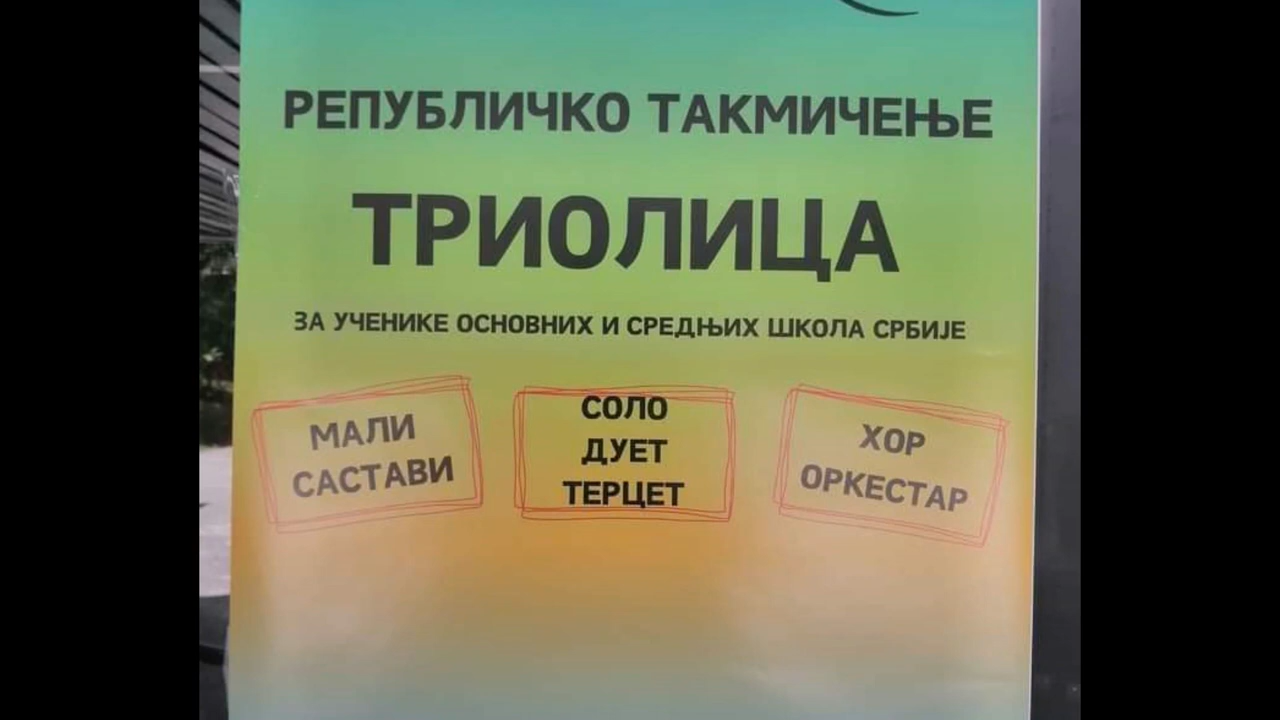 РЕПУБЛИЧКО ТАКМИЧЕЊЕ
ТРИОЛИЦА
ЗА УЧЕНИКЕ ОСНОВНИХ И СРЕДЊИХ ШКОЛА СРБИЈЕ
МАЛИ
САСТАВИ
СОЛО
ДУЕТ
ТЕРЦЕТ
ХОР
ОРКЕСТАР